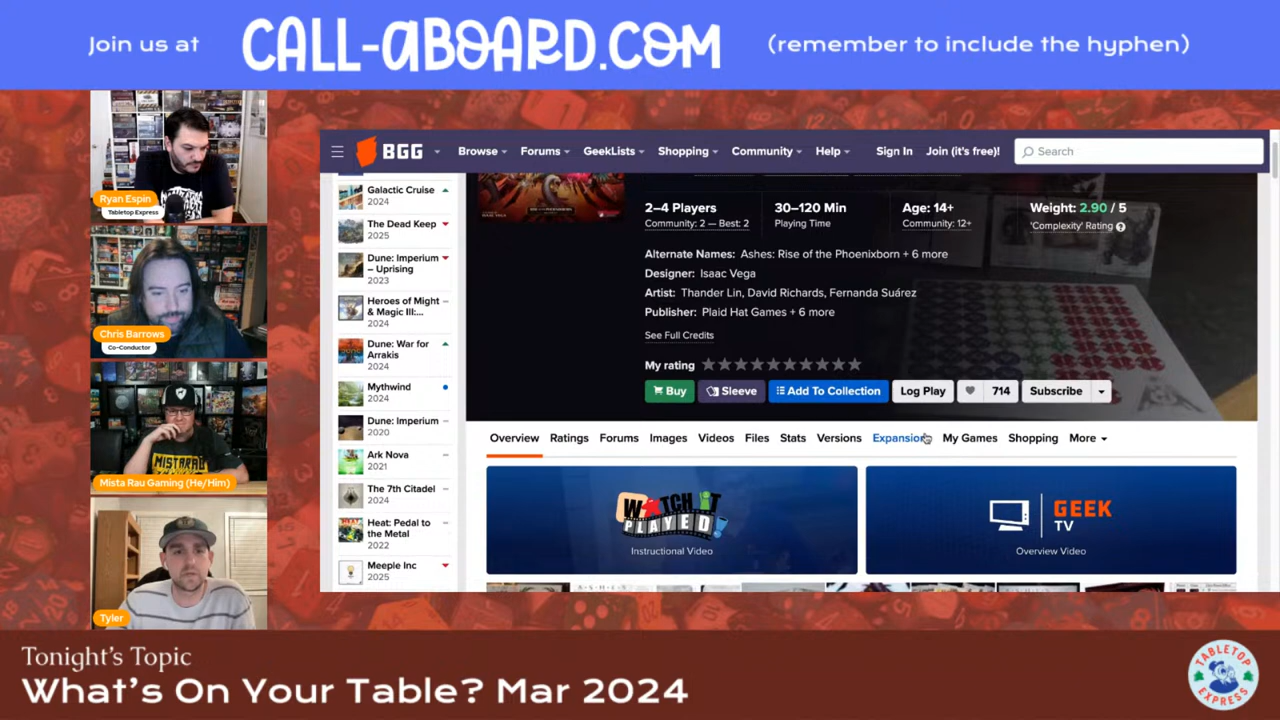 Join us at CALL-ABOARD.COM (remember to include the hyphen)
Ryan Espin
Tabletop Express
Chris Barrows
Co-Conductor
MISTARAU
Mista Rau Gaming (He/Him)
Tyler
BGG Browse Forums GeekLists Shopping Community Help Sign In Join (it's free!) Search
Galactic Cruise
2024
The Dead Keep
2025
Dune: Imperium
– Uprising
2023
Heroes of Might
& Magic III:...
2024
Dune: War for
Arrakis
2024
Mythwind
2024
Dune: Imperium
2020
Ark Nova
2021
The 7th Citadel
2024
Heat: Pedal to
the Metal
2022
Meeple Inc
2025
2–4 Players 30–120 Min Age: 14+ Weight: 2.90 / 5
Community: 2 — Best: 2 Playing Time Community: 12+ 'Complexity' Rating
Alternate Names: Ashes: Rise of the Phoenixborn + 6 more
Designer: Isaac Vega
Artist: Thander Lin, David Richards, Fernanda Suárez
Publisher: Plaid Hat Games + 6 more
See Full Credits
My rating
Buy Sleeve Add To Collection Log Play 714 Subscribe
Overview Ratings Forums Images Videos Files Stats Versions Expansion My Games Shopping More
WATCH IT PLAYED!
Instructional Video
GEEK
TV
Overview Video
Tonight's Topic
What's On Your Table? Mar 2024
TABLETOP
EXPRESS